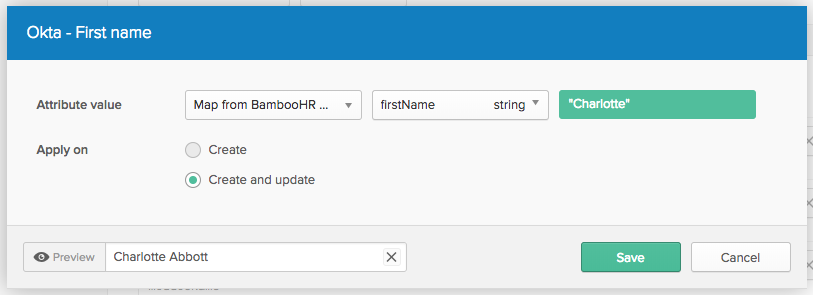 Okta - First name
Attribute value Map from BambooHR ... firstName string "Charlotte"
Apply on Create
Create and update
Preview Charlotte Abbott Save Cancel